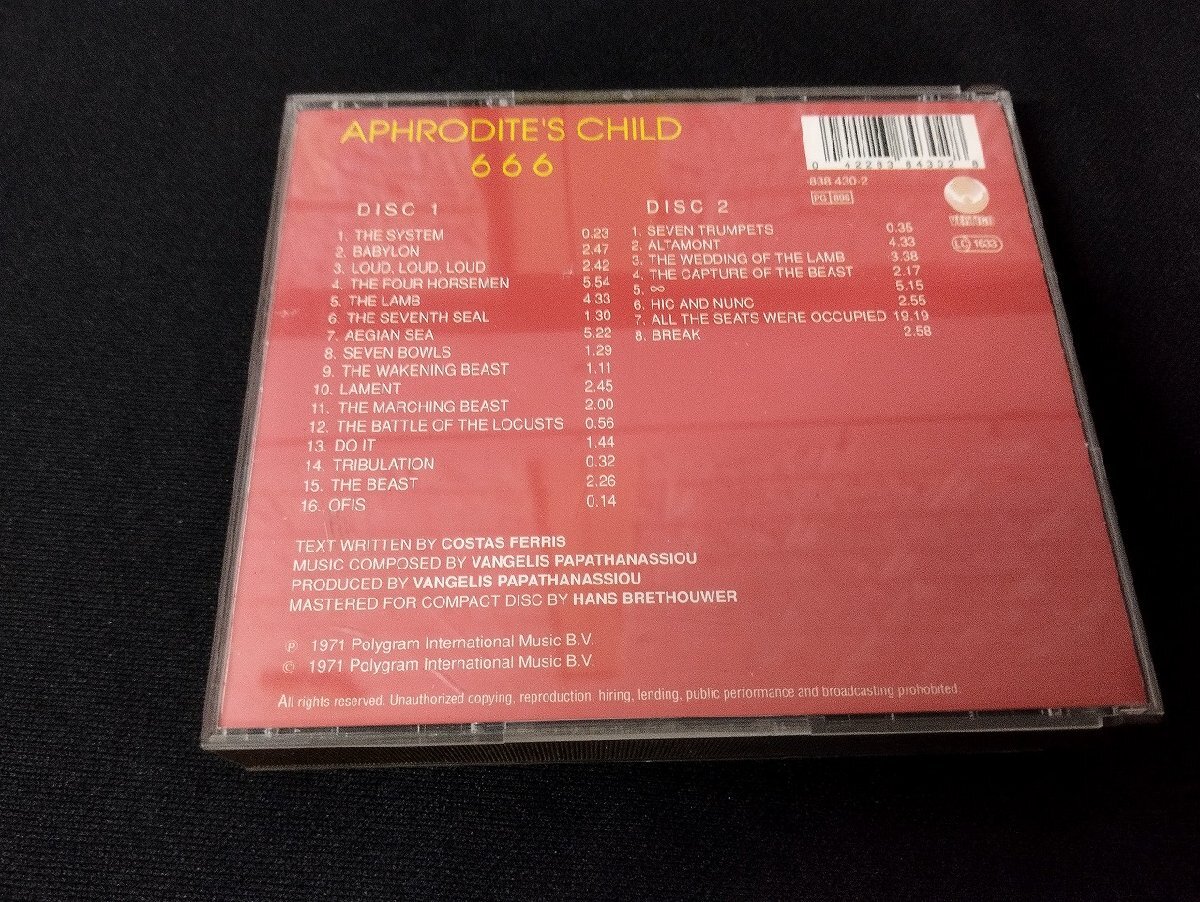 APHRODITE'S CHILD
6 6 6
838 430-2
PG 898
LC 1633
DISC 1
1. THE SYSTEM 0.23
2. BABYLON 2.47
3. LOUD, LOUD, LOUD 2.42
4. THE FOUR HORSEMEN 5.54
5. THE LAMB 4.33
6. THE SEVENTH SEAL 1.30
7. AEGIAN SEA 5.22
8. SEVEN BOWLS 1.29
9. THE WAKENING BEAST 1.11
10. LAMENT 2.45
11. THE MARCHING BEAST 2.00
12. THE BATTLE OF THE LOCUSTS 0.56
13. DO IT 1.44
14. TRIBULATION 0.32
15. THE BEAST 2.26
16. OFIS 0.14
DISC 2
1. SEVEN TRUMPETS 0.35
2. ALTAMONT 4.33
3. THE WEDDING OF THE LAMB 3.38
4. THE CAPTURE OF THE BEAST 2.17
5. ∞ 5.15
6. HIC AND NUNC 2.55
7. ALL THE SEATS WERE OCCUPIED 19.19
8. BREAK 2.58
TEXT WRITTEN BY COSTAS FERRIS
MUSIC COMPOSED BY VANGELIS PAPATHANASSIOU
PRODUCED BY VANGELIS PAPATHANASSIOU
MASTERED FOR COMPACT DISC BY HANS BRETHOUWER
℗ 1971 Polygram International Music B.V.
© 1971 Polygram International Music B.V.
All rights reserved. Unauthorized copying, reproduction, hiring, lending, public performance and broadcasting prohibited.